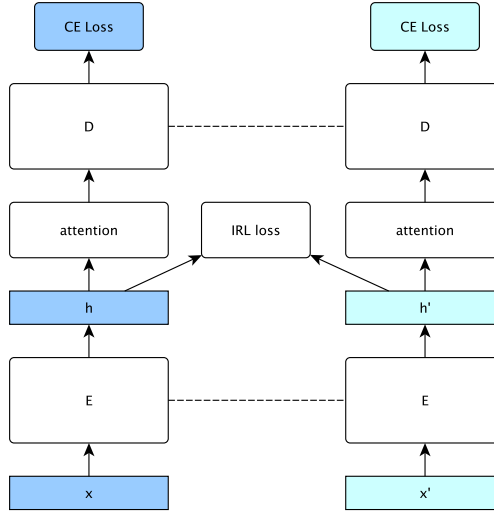 CE Loss
CE Loss
D
D
attention
IRL loss
attention
h
h'
E
E
x
x'